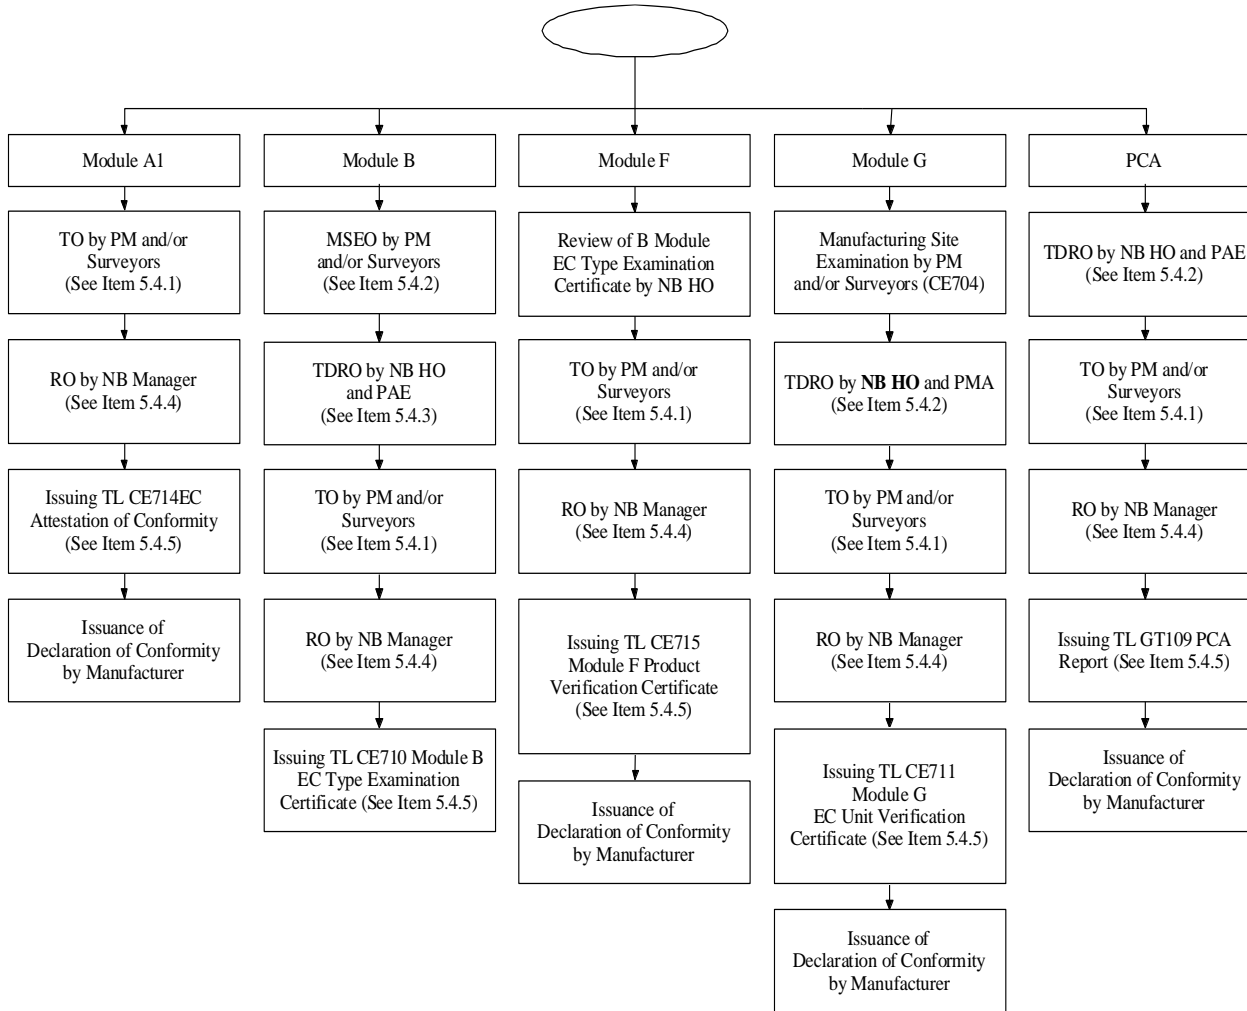 Module A1
TO by PM and/or
Surveyors
(See Item 5.4.1)
RO by NB Manager
(See Item 5.4.4)
Issuing TL CE714EC
Attestation of Conformity
(See Item 5.4.5)
Issuance of
Declaration of Conformity
by Manufacturer
Module B
MSEO by PM
and/or Surveyors
(See Item 5.4.2)
TDRO by NB HO
and PAE
(See Item 5.4.3)
TO by PM and/or
Surveyors
(See Item 5.4.1)
RO by NB Manager
(See Item 5.4.4)
Issuing TL CE710 Module B
EC Type Examination
Certificate (See Item 5.4.5)
Module F
Review of B Module
EC Type Examination
Certificate by NB HO
TO by PM and/or
Surveyors
(See Item 5.4.1)
RO by NB Manager
(See Item 5.4.4)
Issuing TL CE715
Module F Product
Verification Certificate
(See Item 5.4.5)
Issuance of
Declaration of Conformity
by Manufacturer
Module G
Manufacturing Site
Examination by PM
and/or Surveyors (CE704)
TDRO by NB HO and PMA
(See Item 5.4.2)
TO by PM and/or
Surveyors
(See Item 5.4.1)
RO by NB Manager
(See Item 5.4.4)
Issuing TL CE711
Module G
EC Unit Verification
Certificate (See Item 5.4.5)
Issuance of
Declaration of Conformity
by Manufacturer
PCA
TDRO by NB HO and PAE
(See Item 5.4.2)
TO by PM and/or
Surveyors
(See Item 5.4.1)
RO by NB Manager
(See Item 5.4.4)
Issuing TL GT109 PCA
Report (See Item 5.4.5)
Issuance of
Declaration of Conformity
by Manufacturer